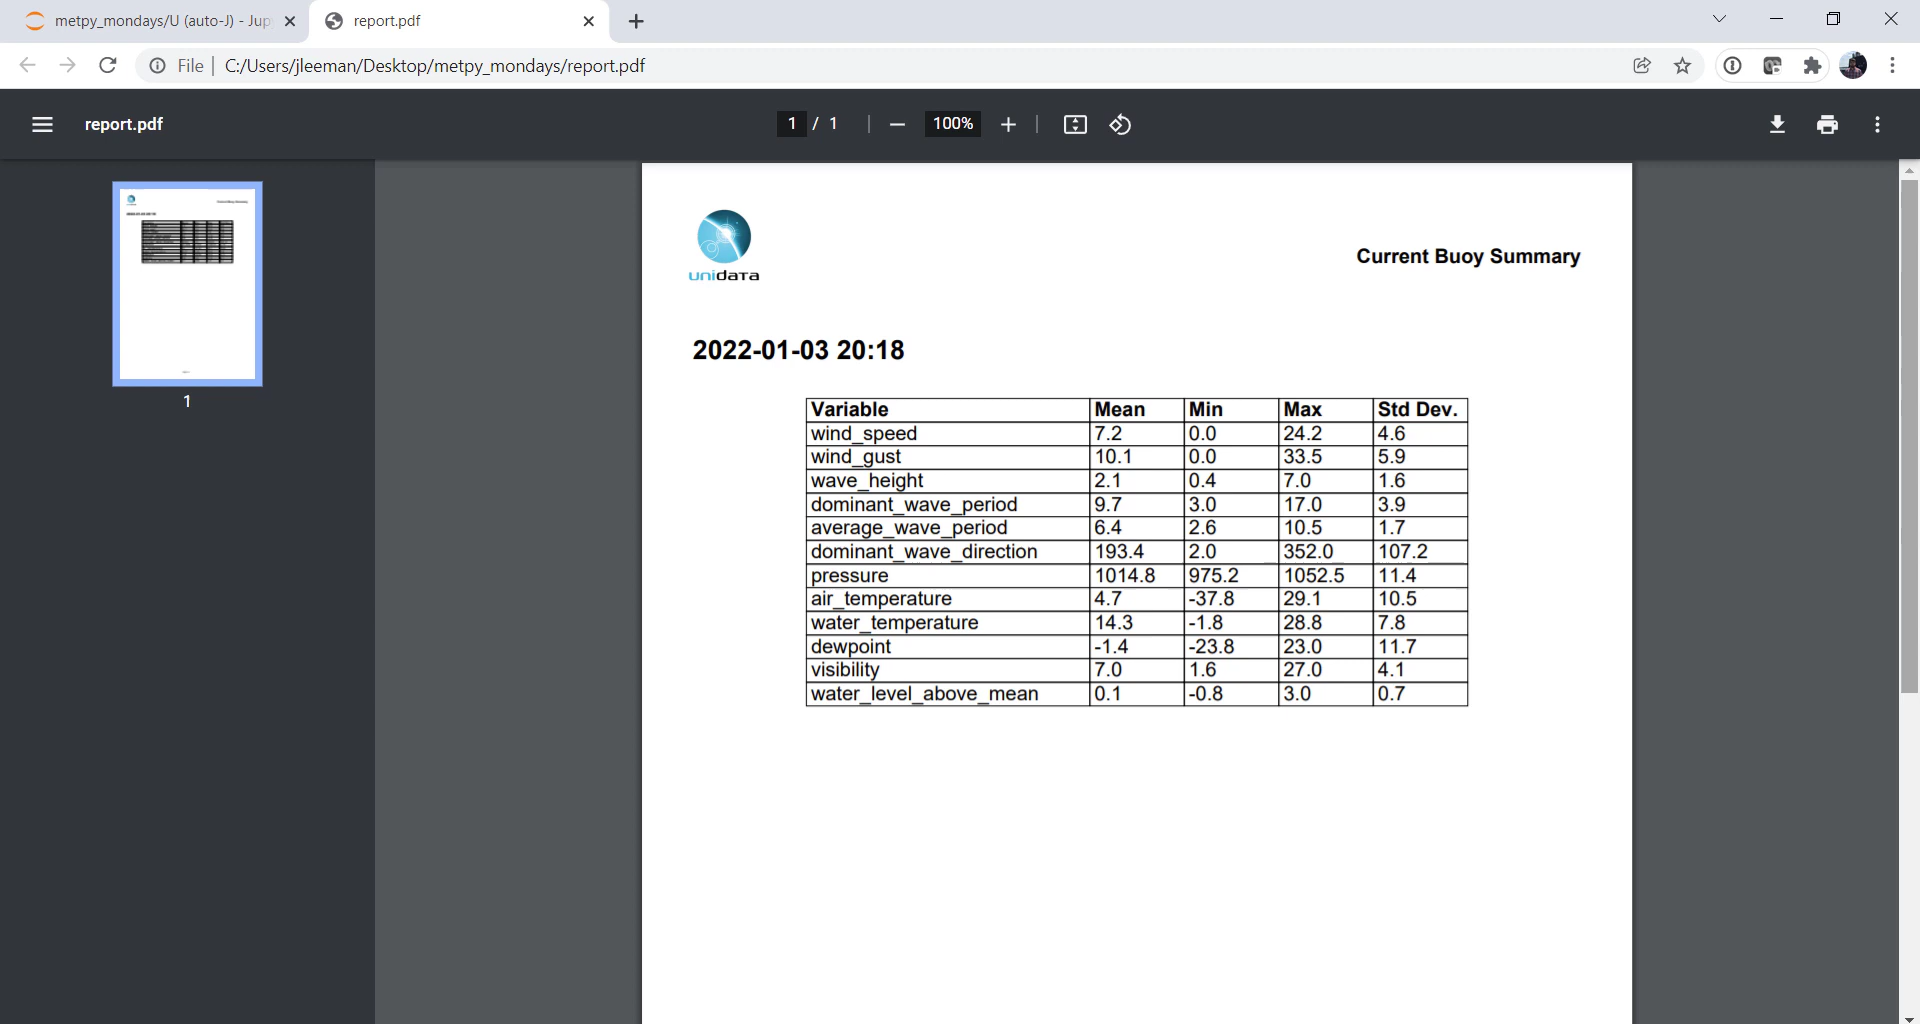 metpy_mondays/U (auto-J) - Jup
report.pdf
File
C:/Users/jleeman/Desktop/metpy_mondays/report.pdf
report.pdf
1 / 1
100%
1
unidata
Current Buoy Summary
2022-01-03 20:18
Variable Mean Min Max Std Dev.
wind_speed 7.2 0.0 24.2 4.6
wind_gust 10.1 0.0 33.5 5.9
wave_height 2.1 0.4 7.0 1.6
dominant_wave_period 9.7 3.0 17.0 3.9
average_wave_period 6.4 2.6 10.5 1.7
dominant_wave_direction 193.4 2.0 352.0 107.2
pressure 1014.8 975.2 1052.5 11.4
air_temperature 4.7 -37.8 29.1 10.5
water_temperature 14.3 -1.8 28.8 7.8
dewpoint -1.4 -23.8 23.0 11.7
visibility 7.0 1.6 27.0 4.1
water_level_above_mean 0.1 -0.8 3.0 0.7